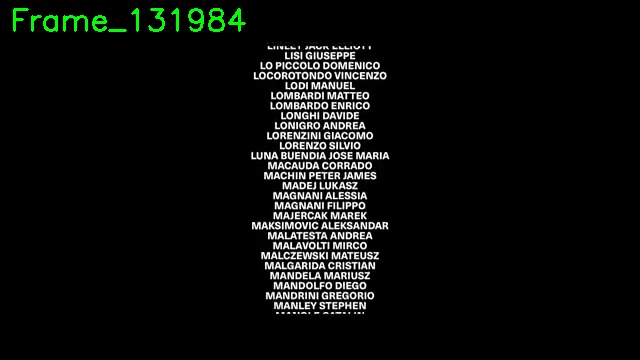 Frame_131984
LINLEY JACK ELLIOTT
LISI GIUSEPPE
LO PICCOLO DOMENICO
LOCOROTONDO VINCENZO
LODI MANUEL
LOMBARDI MATTEO
LOMBARDO ENRICO
LONGHI DAVIDE
LONIGRO ANDREA
LORENZINI GIACOMO
LORENZO SILVIO
LUNA BUENDIA JOSE MARIA
MACAUDA CORRADO
MACHIN PETER JAMES
MADEJ LUKASZ
MAGNANI ALESSIA
MAGNANI FILIPPO
MAJERCAK MAREK
MAKSIMOVIC ALEKSANDAR
MALATESTA ANDREA
MALAVOLTI MIRCO
MALCZEWSKI MATEUSZ
MALGARIDA CRISTIAN
MANDELA MARIUSZ
MANDOLFO DIEGO
MANDRINI GREGORIO
MANLEY STEPHEN